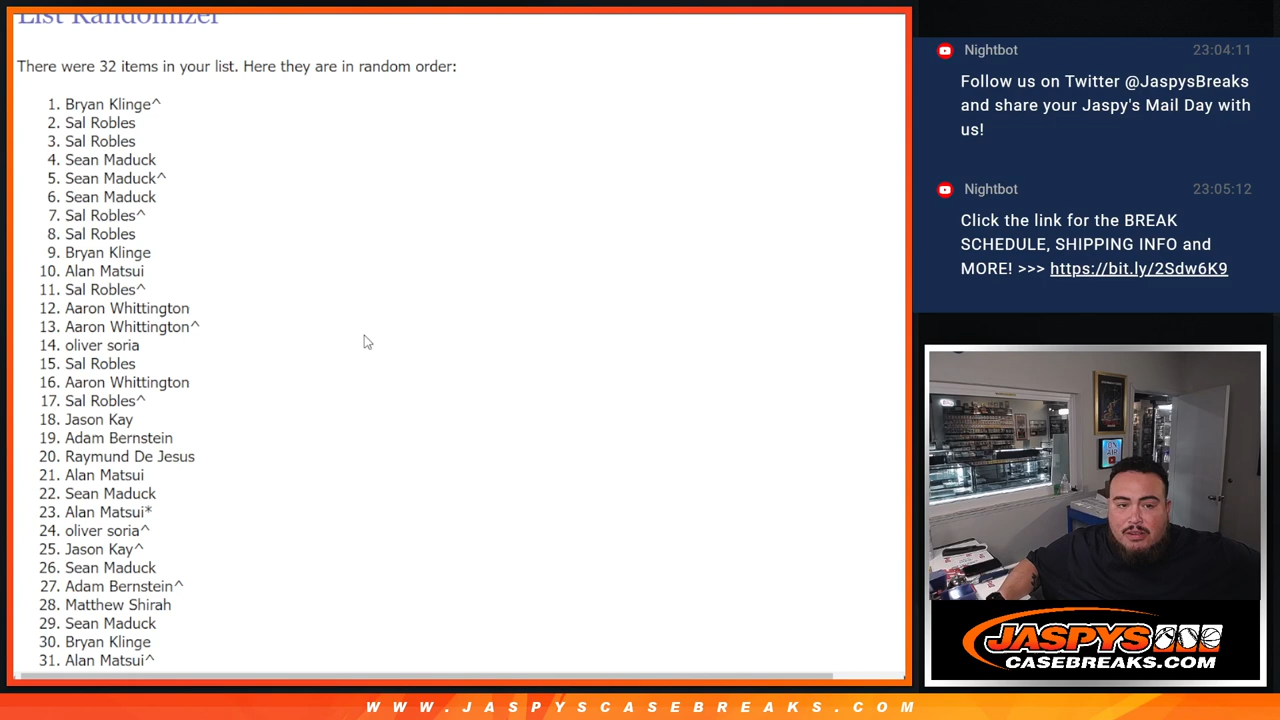 List Randomizer
There were 32 items in your list. Here they are in random order:
1. Bryan Klinge^
2. Sal Robles
3. Sal Robles
4. Sean Maduck
5. Sean Maduck^
6. Sean Maduck
7. Sal Robles^
8. Sal Robles
9. Bryan Klinge
10. Alan Matsui
11. Sal Robles^
12. Aaron Whittington
13. Aaron Whittington^
14. oliver soria
15. Sal Robles
16. Aaron Whittington
17. Sal Robles^
18. Jason Kay
19. Adam Bernstein
20. Raymund De Jesus
21. Alan Matsui
22. Sean Maduck
23. Alan Matsui*
24. oliver soria^
25. Jason Kay^
26. Sean Maduck
27. Adam Bernstein^
28. Matthew Shirah
29. Sean Maduck
30. Bryan Klinge
31. Alan Matsui^
Nightbot 23:04:11
Follow us on Twitter @JaspysBreaks
and share your Jaspy's Mail Day with
us!
Nightbot 23:05:12
Click the link for the BREAK
SCHEDULE, SHIPPING INFO and
MORE! >>> https://bit.ly/2Sdw6K9
ON
AIR
JASPYS
CASEBREAKS.COM
WWW.JASPYSCASEBREAKS.COM